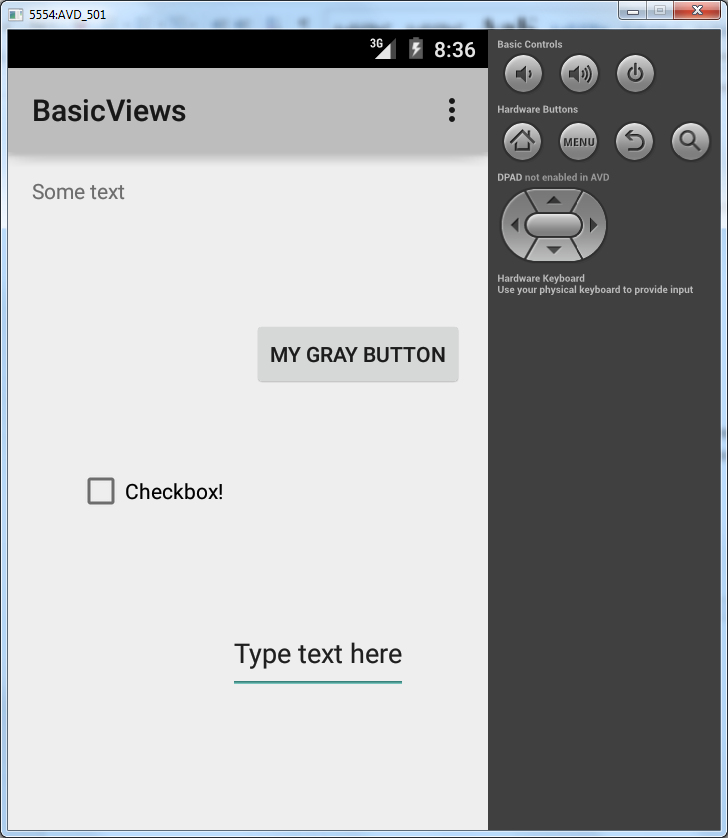 5554:AVD_501
3G 8:36
BasicViews
Some text
MY GRAY BUTTON
Checkbox!
Type text here
Basic Controls
Hardware Buttons
MENU
DPAD not enabled in AVD
Hardware Keyboard
Use your physical keyboard to provide input